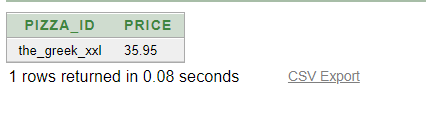 PIZZA_ID PRICE
the_greek_xxl 35.95
1 rows returned in 0.08 seconds CSV Export